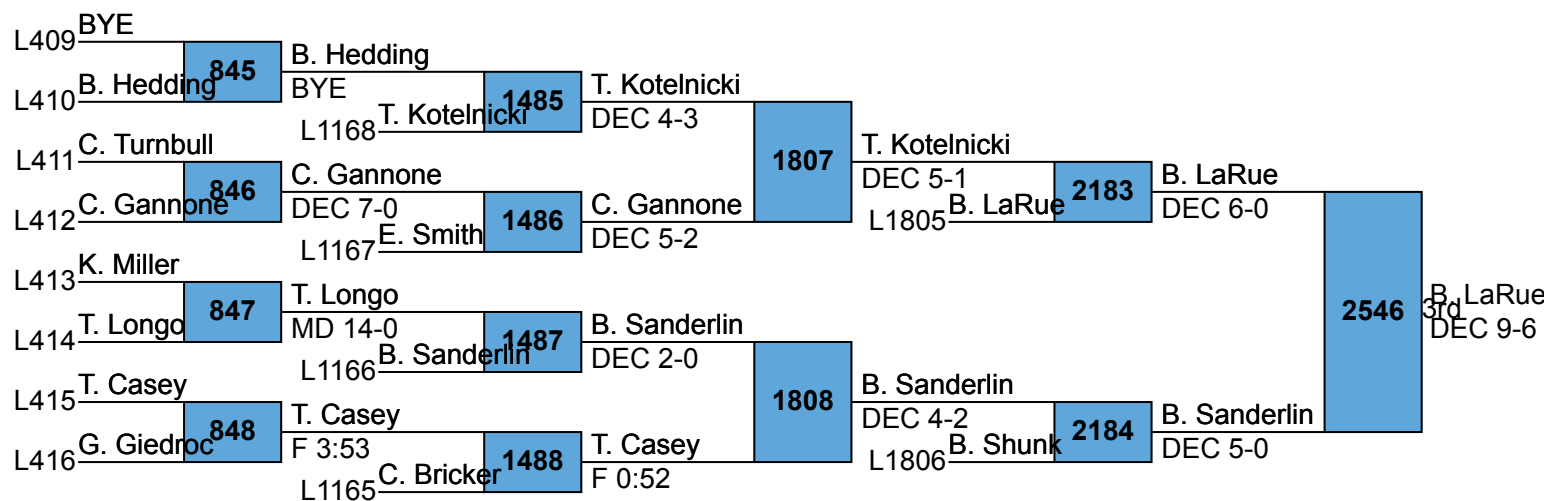 L409 BYE
845
L410 B. Hedding
B. Hedding
BYE
1485
L1168 T. Kotelnicki
T. Kotelnicki
DEC 4-3
L411 C. Turnbull
846
L412 C. Gannone
C. Gannone
DEC 7-0
1486
L1167 E. Smith
C. Gannone
DEC 5-2
1807
T. Kotelnicki
DEC 5-1
2183
L1805 B. LaRue
B. LaRue
DEC 6-0
L413 K. Miller
847
L414 T. Longo
T. Longo
MD 14-0
1487
L1166 B. Sanderlin
B. Sanderlin
DEC 2-0
L415 T. Casey
848
L416 G. Giedroc
T. Casey
F 3:53
1488
L1165 C. Bricker
T. Casey
F 0:52
1808
B. Sanderlin
DEC 4-2
2184
L1806 B. Shunk
B. Sanderlin
DEC 5-0
2546
B. LaRue
3rd
DEC 9-6